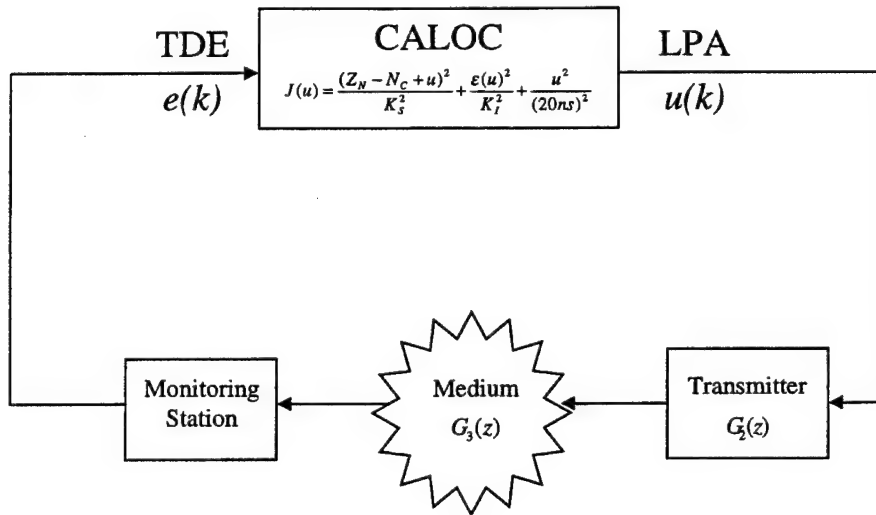 TDE
e(k)
CALOC
J(u) = (Z_N − N_C + u)² / K_S² + ε(u)² / K_I² + u² / (20ns)²
LPA
u(k)
Monitoring
Station
Medium
G₃(z)
Transmitter
G₂(z)